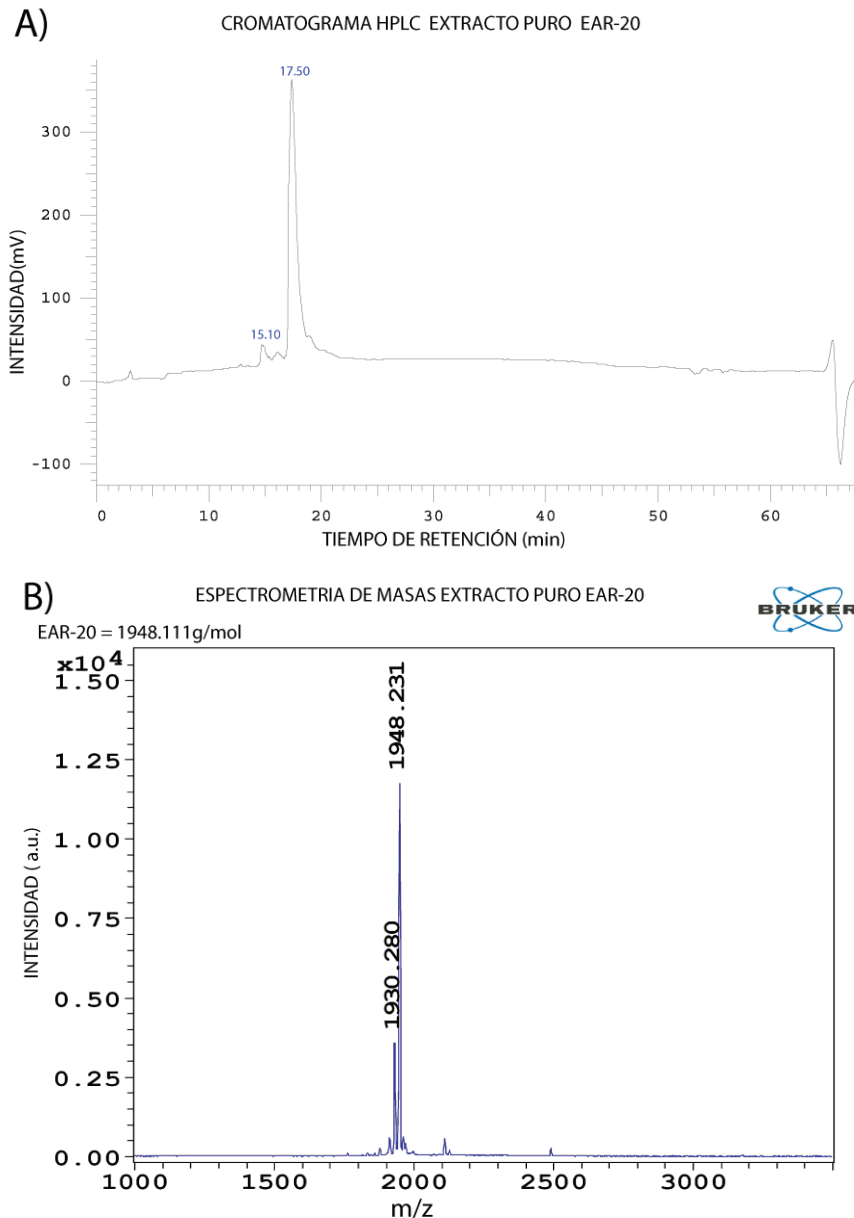 A)
CROMATOGRAMA HPLC EXTRACTO PURO EAR-20
17.50
15.10
INTENSIDAD(mV)
300
200
100
0
-100
0 10 20 30 40 50 60
TIEMPO DE RETENCIÓN (min)
B)
ESPECTROMETRIA DE MASAS EXTRACTO PURO EAR-20
BRUKER
EAR-20 = 1948.111g/mol
x10⁴
1.50
1.25
1.00
0.75
0.50
0.25
0.00
INTENSIDAD ( a.u.)
1948.231
1930.280
1000 1500 2000 2500 3000
m/z